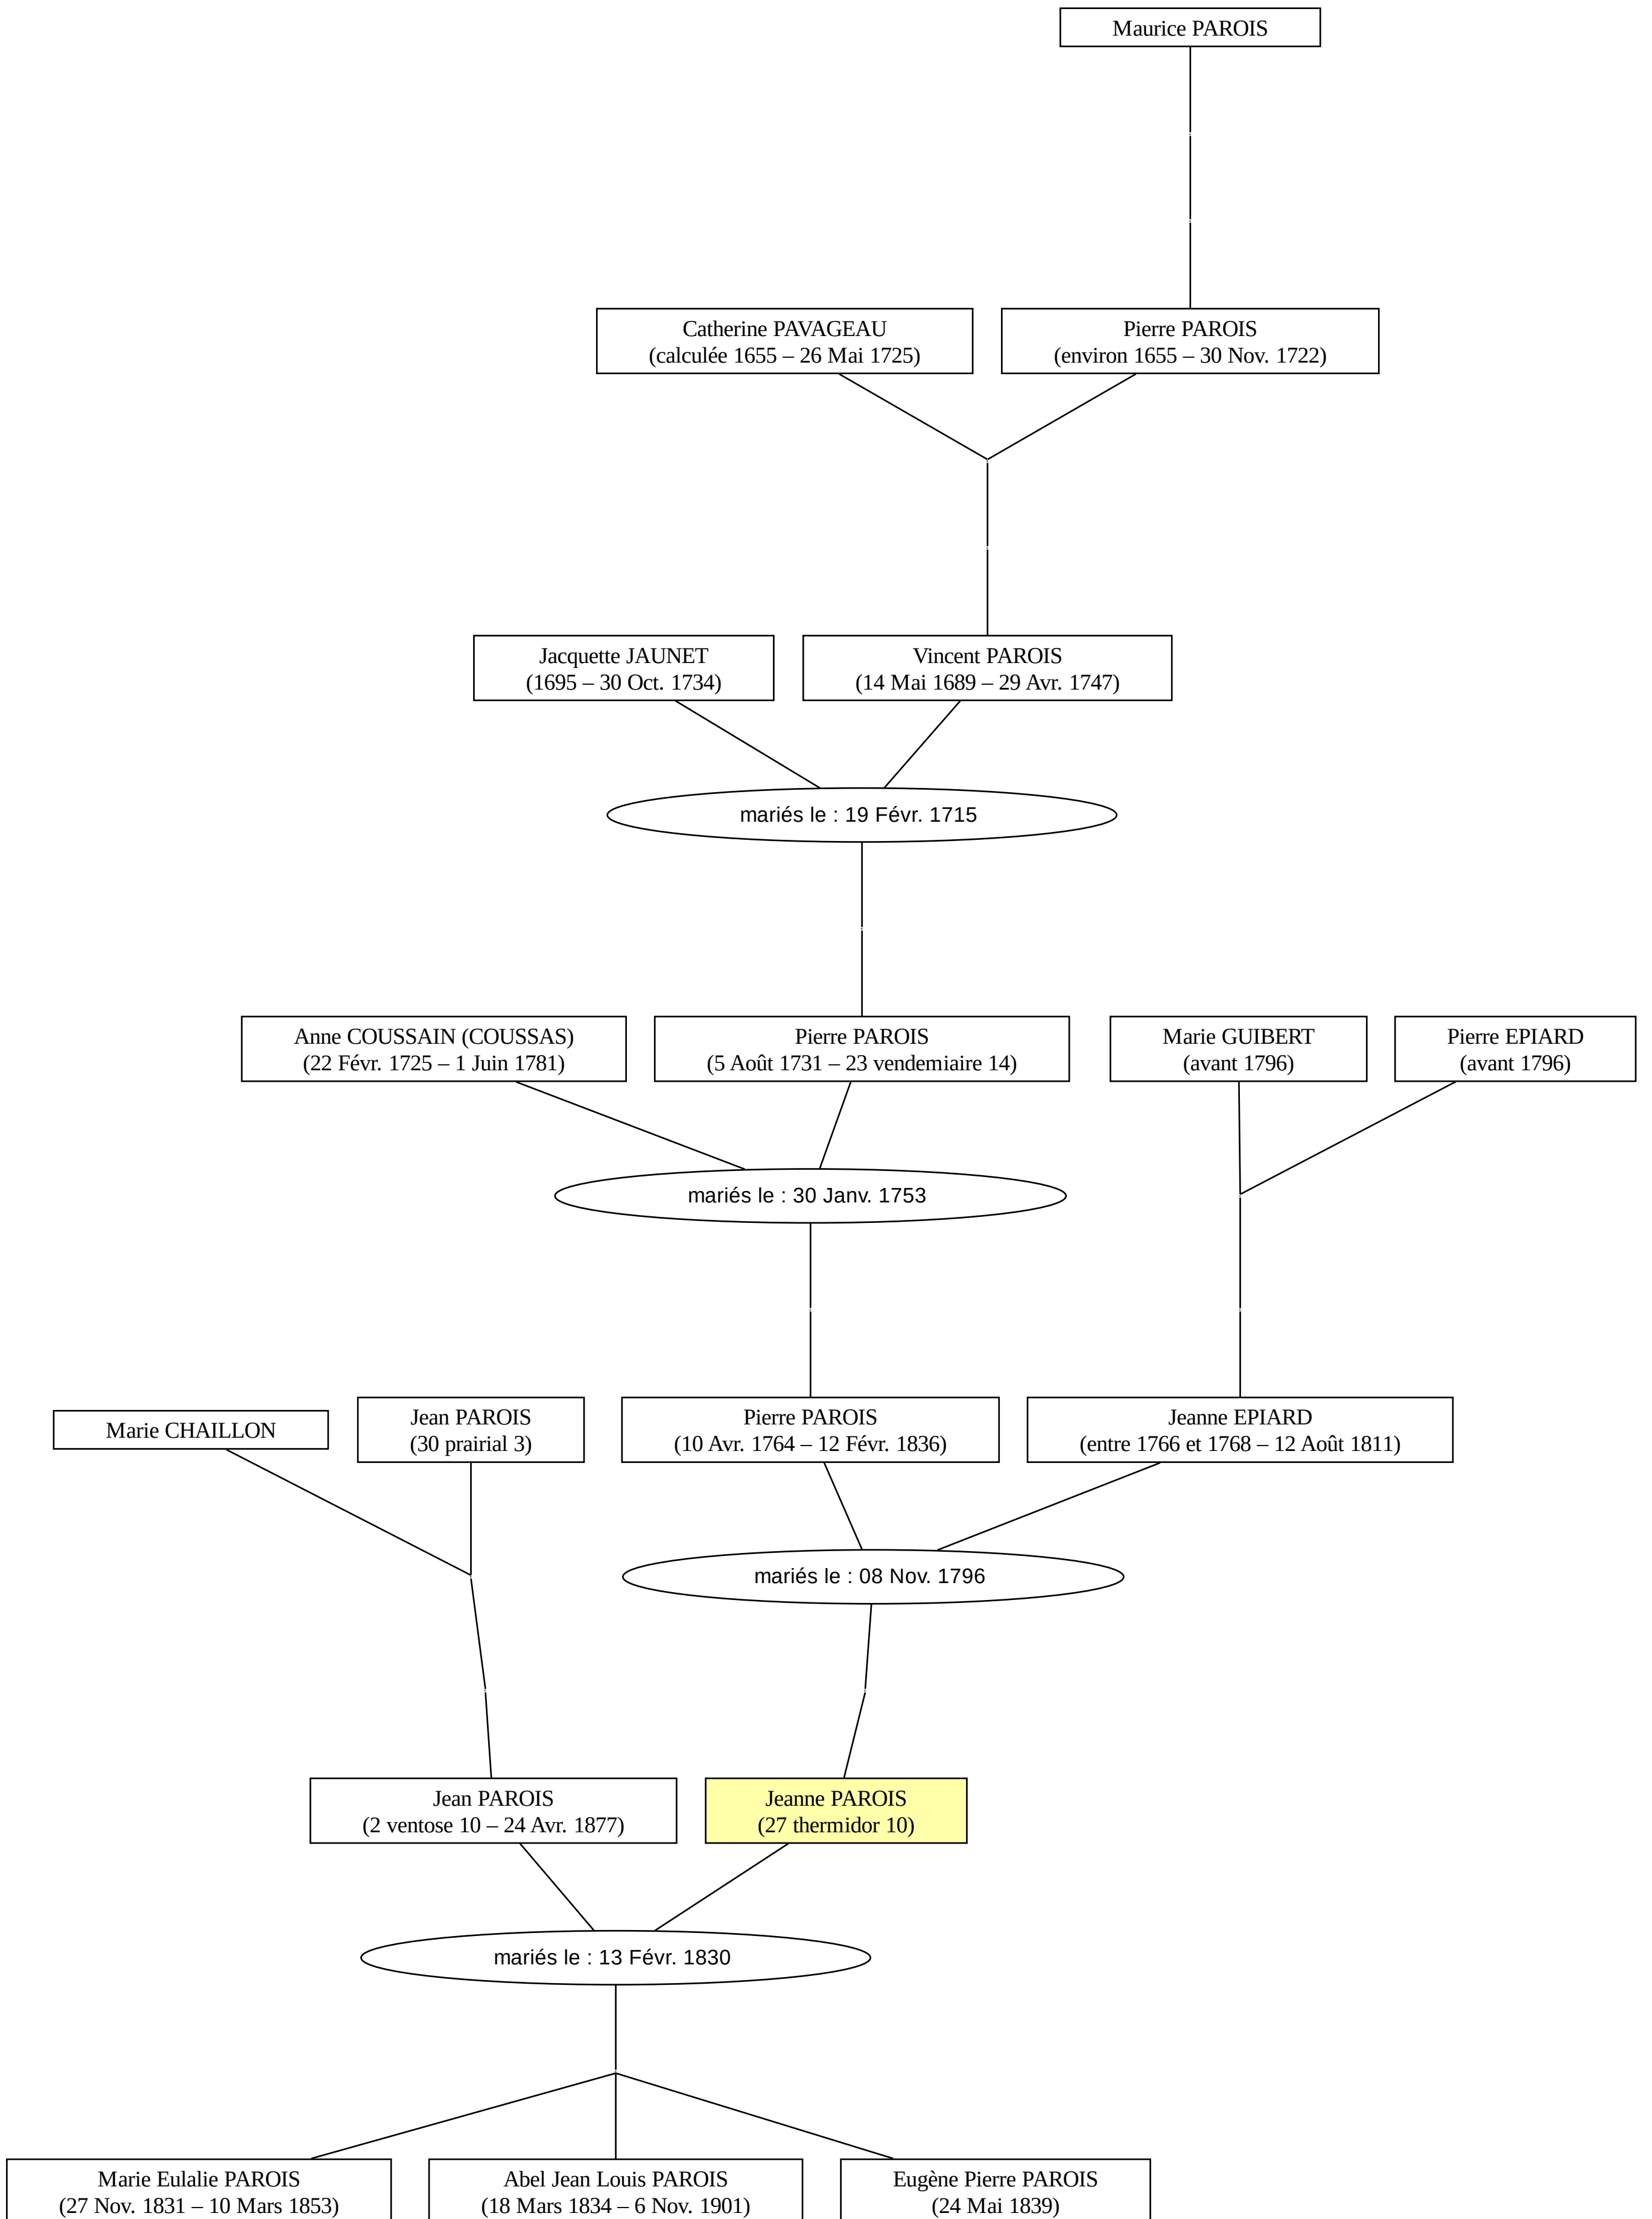 Maurice PAROIS
Catherine PAVAGEAU
(calculée 1655 – 26 Mai 1725)
Pierre PAROIS
(environ 1655 – 30 Nov. 1722)
Jacquette JAUNET
(1695 – 30 Oct. 1734)
Vincent PAROIS
(14 Mai 1689 – 29 Avr. 1747)
mariés le : 19 Févr. 1715
Anne COUSSAIN (COUSSAS)
(22 Févr. 1725 – 1 Juin 1781)
Pierre PAROIS
(5 Août 1731 – 23 vendemiaire 14)
Marie GUIBERT
(avant 1796)
Pierre EPIARD
(avant 1796)
mariés le : 30 Janv. 1753
Marie CHAILLON
Jean PAROIS
(30 prairial 3)
Pierre PAROIS
(10 Avr. 1764 – 12 Févr. 1836)
Jeanne EPIARD
(entre 1766 et 1768 – 12 Août 1811)
mariés le : 08 Nov. 1796
Jean PAROIS
(2 ventose 10 – 24 Avr. 1877)
Jeanne PAROIS
(27 thermidor 10)
mariés le : 13 Févr. 1830
Marie Eulalie PAROIS
(27 Nov. 1831 – 10 Mars 1853)
Abel Jean Louis PAROIS
(18 Mars 1834 – 6 Nov. 1901)
Eugène Pierre PAROIS
(24 Mai 1839)